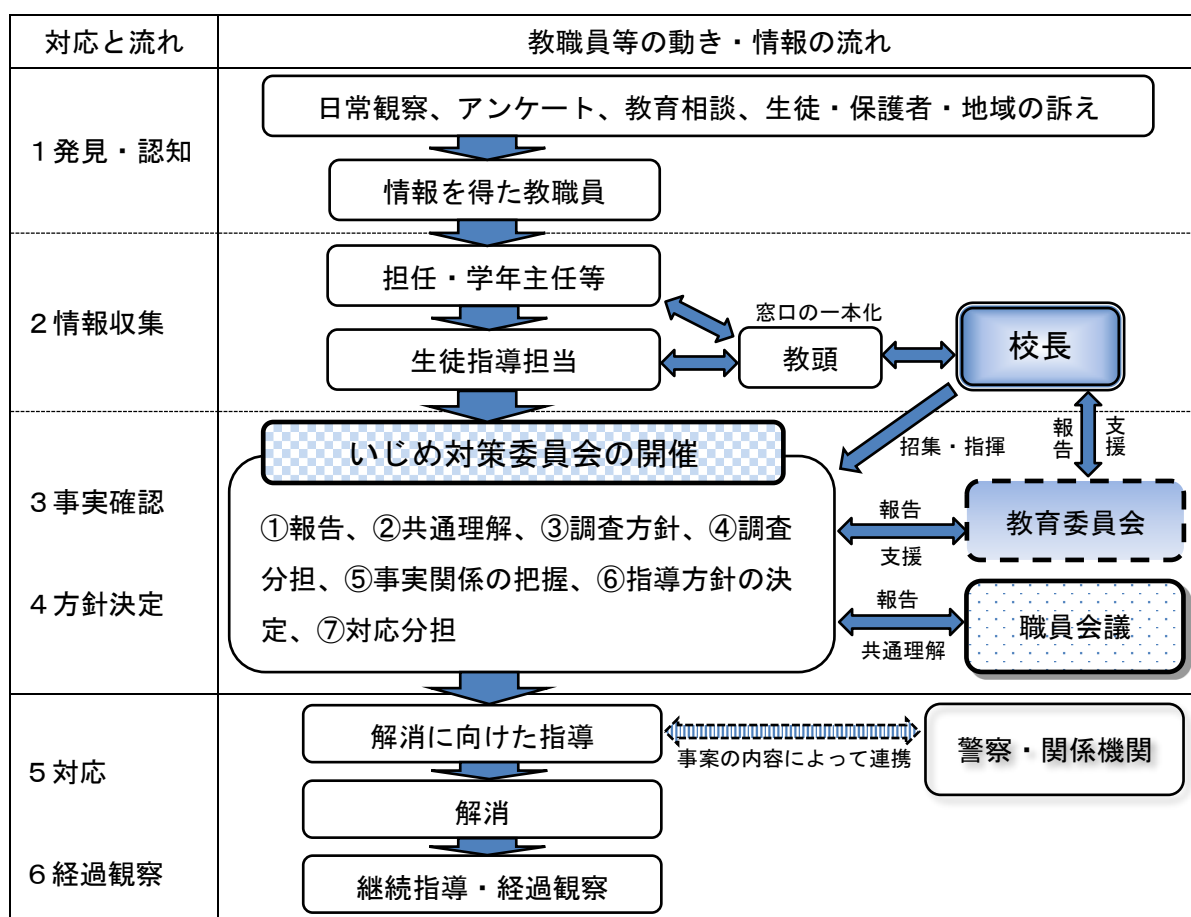 対応と流れ
教職員等の動き・情報の流れ
1発見・認知
日常観察、アンケート、教育相談、生徒・保護者・地域の訴え
情報を得た教職員
2情報収集
担任・学年主任等
生徒指導担当
窓口の一本化
教頭
校長
招集・指揮
報告
支援
3事実確認
4方針決定
いじめ対策委員会の開催
①報告、②共通理解、③調査方針、④調査
分担、⑤事実関係の把握、⑥指導方針の決
定、⑦対応分担
報告
支援
教育委員会
報告
共通理解
職員会議
5対応
6経過観察
解消に向けた指導
事案の内容によって連携
警察・関係機関
解消
継続指導・経過観察